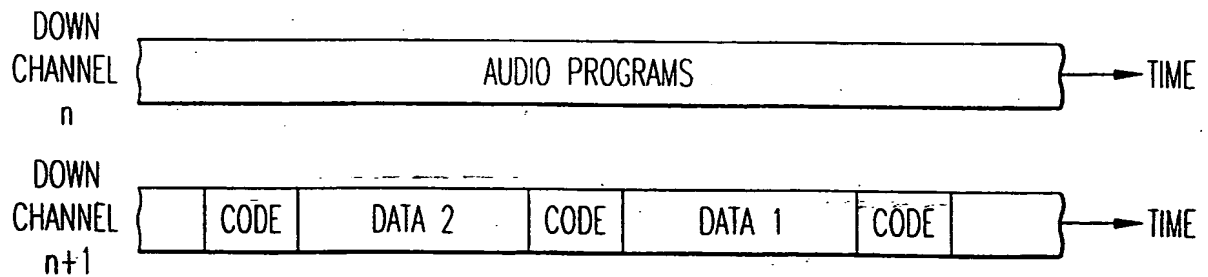 DOWN
CHANNEL
n
AUDIO PROGRAMS
TIME
DOWN
CHANNEL
n+1
CODE
DATA 2
CODE
DATA 1
CODE
TIME